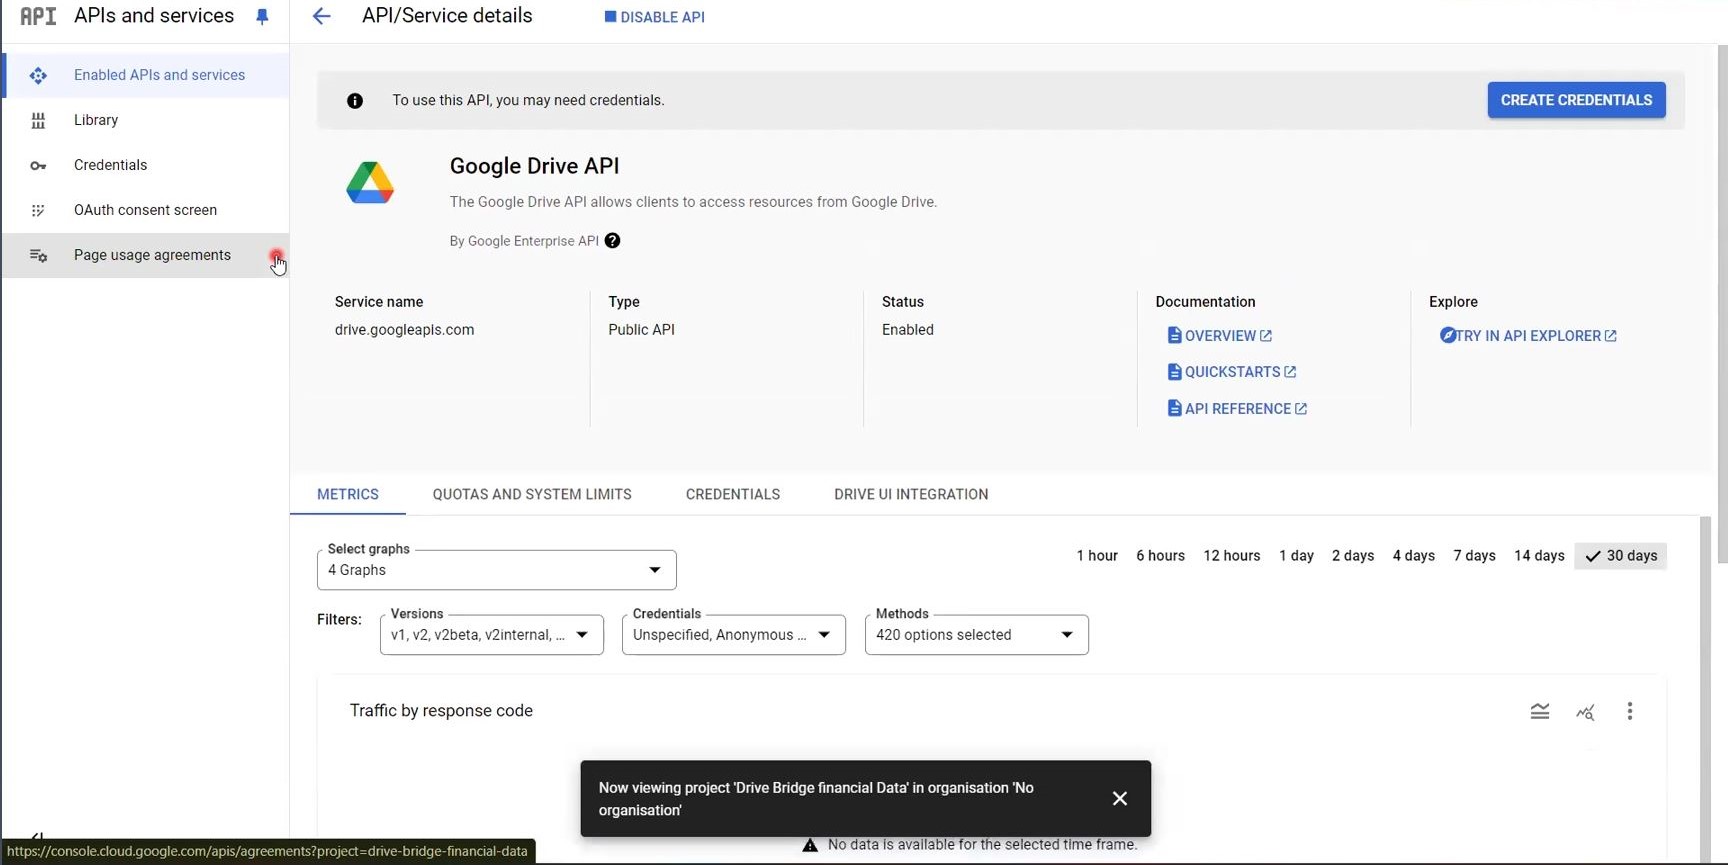 API APIs and services
API/Service details
DISABLE API
Enabled APIs and services
Library
Credentials
OAuth consent screen
Page usage agreements
To use this API, you may need credentials.
CREATE CREDENTIALS
Google Drive API
The Google Drive API allows clients to access resources from Google Drive.
By Google Enterprise API
Service name
drive.googleapis.com
Type
Public API
Status
Enabled
Documentation
OVERVIEW
QUICKSTARTS
API REFERENCE
Explore
TRY IN API EXPLORER
METRICS
QUOTAS AND SYSTEM LIMITS
CREDENTIALS
DRIVE UI INTEGRATION
Select graphs
4 Graphs
1 hour 6 hours 12 hours 1 day 2 days 4 days 7 days 14 days 30 days
Filters:
Versions
v1, v2, v2beta, v2internal, ...
Credentials
Unspecified, Anonymous ...
Methods
420 options selected
Traffic by response code
Now viewing project 'Drive Bridge financial Data' in organisation 'No
organisation'
No data is available for the selected time frame.
https://console.cloud.google.com/apis/agreements?project=drive-bridge-financial-data